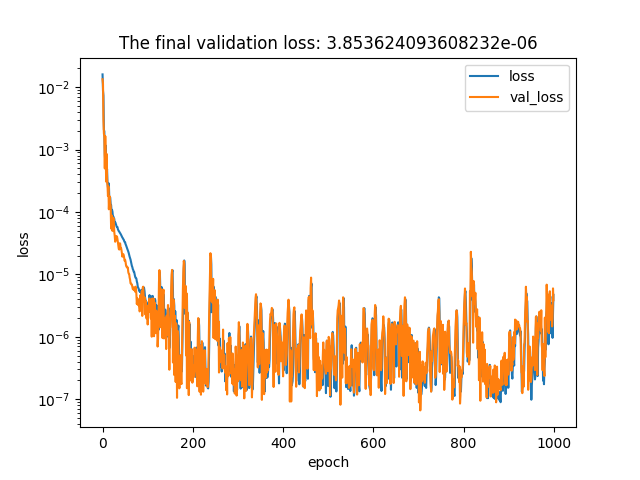 The final validation loss: 3.853624093608232e-06
loss
val_loss
10⁻²
10⁻³
10⁻⁴
10⁻⁵
10⁻⁶
10⁻⁷
loss
0 200 400 600 800 1000
epoch